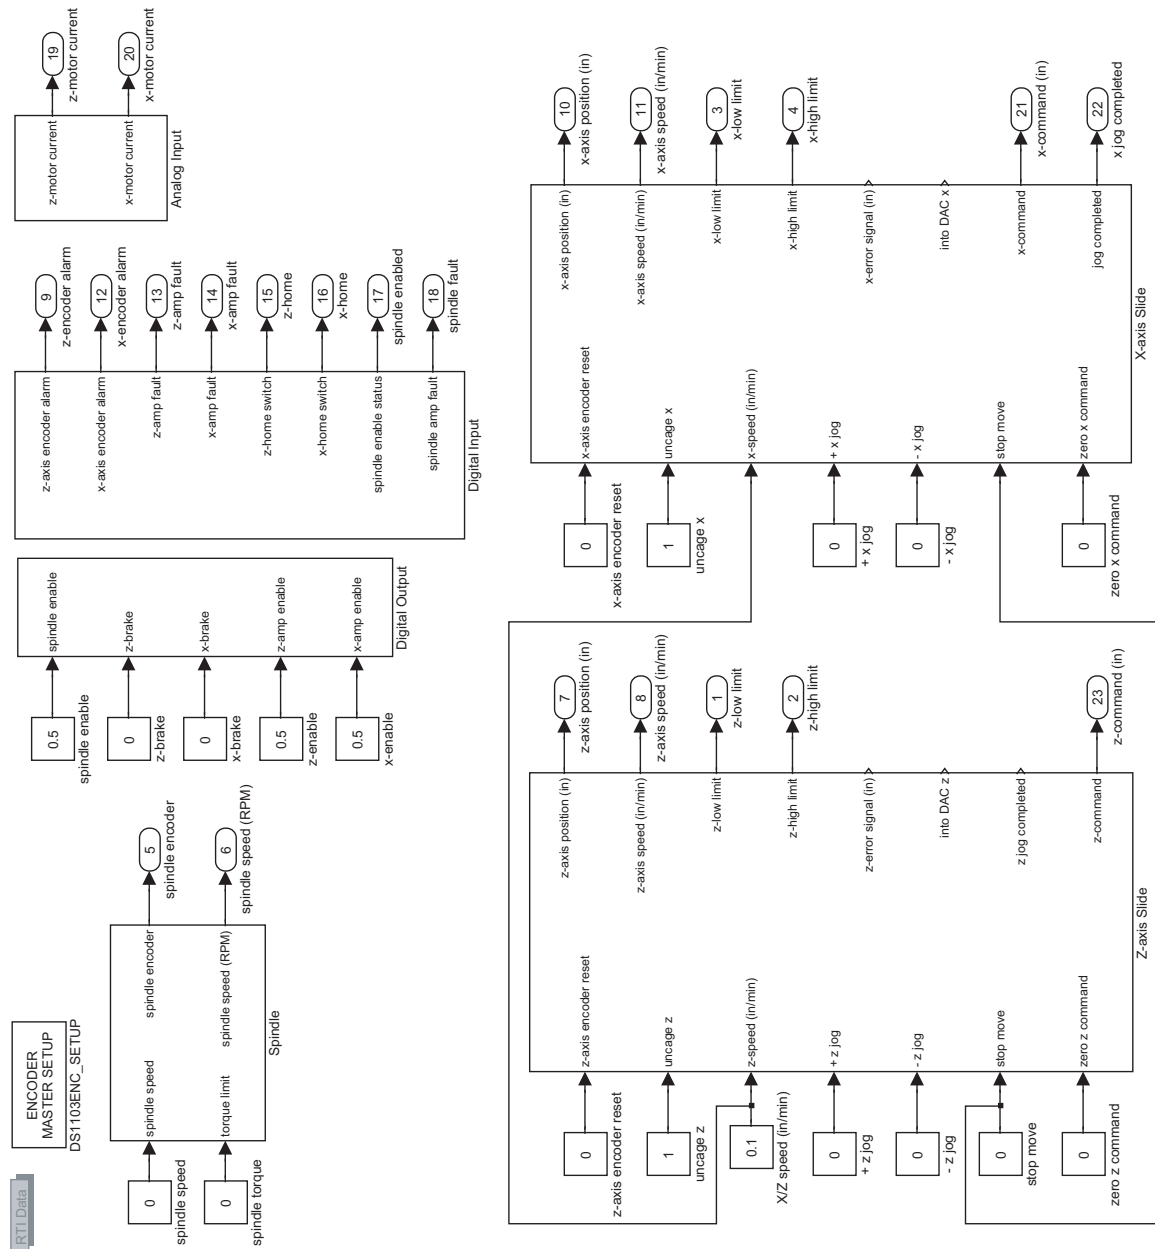 RTI Data
ENCODER
MASTER SETUP
DS1103ENC_SETUP
0
spindle speed
0
spindle torque
spindle speed
torque limit
spindle encoder
spindle speed (RPM)
Spindle
5
spindle encoder
6
spindle speed (RPM)
0.5
spindle enable
0
z-brake
0
x-brake
0.5
z-enable
0.5
x-enable
spindle enable
z-brake
x-brake
z-amp enable
x-amp enable
Digital Output
z-axis encoder alarm
x-axis encoder alarm
z-amp fault
x-amp fault
z-home switch
x-home switch
spindle enable status
spindle amp fault
Digital Input
9
z-encoder alarm
12
x-encoder alarm
13
z-amp fault
14
x-amp fault
15
z-home
16
x-home
17
spindle enabled
18
spindle fault
z-motor current
x-motor current
Analog Input
19
z-motor current
20
x-motor current
0
z-axis encoder reset
1
uncage z
0.1
X/Z speed (in/min)
0
+ z jog
0
- z jog
0
stop move
0
zero z command
z-axis encoder reset
uncage z
z-speed (in/min)
+ z jog
- z jog
stop move
zero z command
z-axis position (in)
z-axis speed (in/min)
z-low limit
z-high limit
z-error signal (in)
into DAC z
z jog completed
z-command
Z-axis Slide
7
z-axis position (in)
8
z-axis speed (in/min)
1
z-low limit
2
z-high limit
23
z-command (in)
0
x-axis encoder reset
1
uncage x
0
+ x jog
0
- x jog
0
zero x command
x-axis encoder reset
uncage x
x-speed (in/min)
+ x jog
- x jog
stop move
zero x command
x-axis position (in)
x-axis speed (in/min)
x-low limit
x-high limit
x-error signal (in)
into DAC x
x-command
jog completed
X-axis Slide
10
x-axis position (in)
11
x-axis speed (in/min)
3
x-low limit
4
x-high limit
21
x-command (in)
22
x jog completed